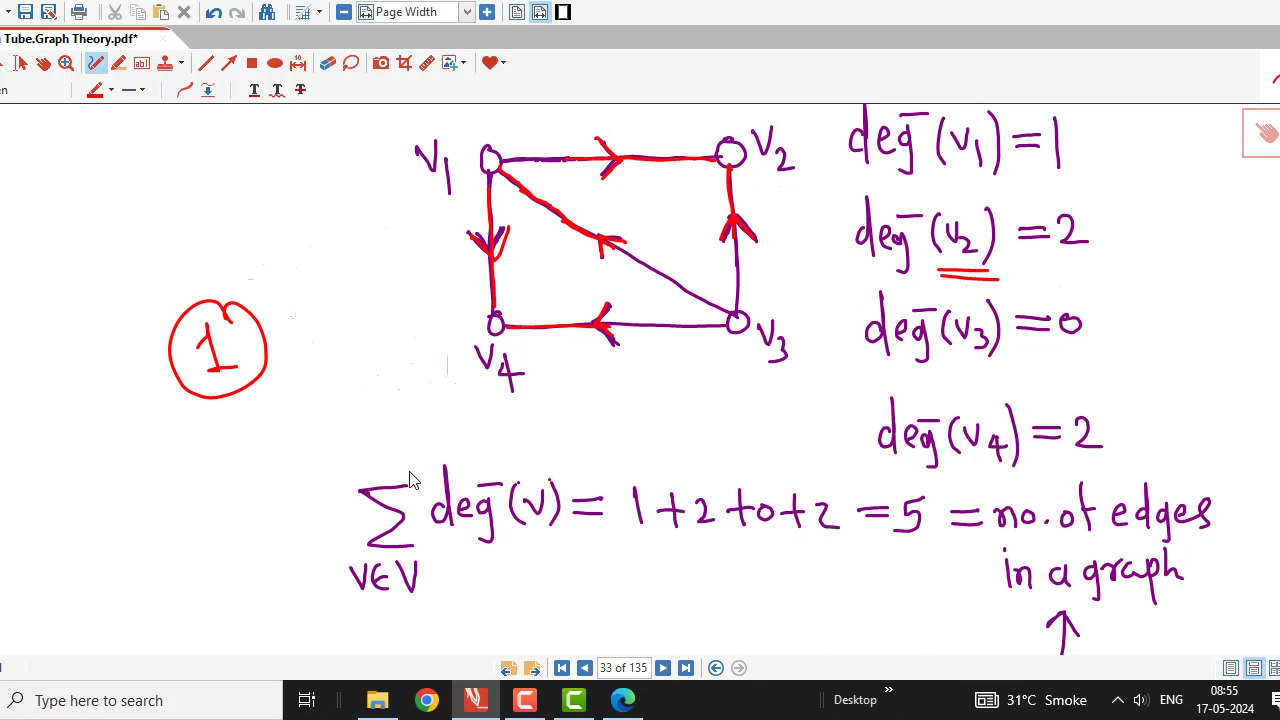 Page Width
Tube.Graph Theory.pdf*
V1
V2
V3
V4
1
deg⁻(V1) = 1
deg⁻(V2) = 2
deg⁻(V3) = 0
deg⁻(V4) = 2
∑ deg⁻(V) = 1+2+0+2 = 5 = no. of edges
V∈V
in a graph
33 of 135
Type here to search
Desktop
31°C Smoke
ENG
08:55
17-05-2024